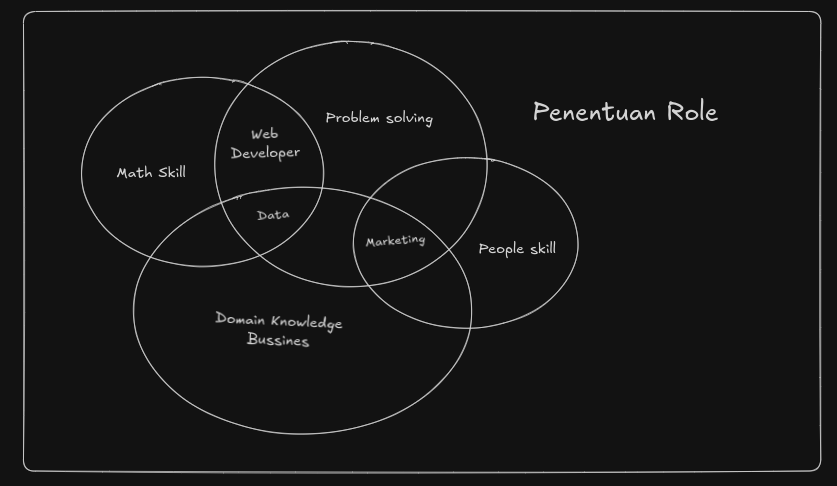 Penentuan Role
Problem solving
Web
Developer
Math Skill
Data
Marketing
People skill
Domain Knowledge
Bussines